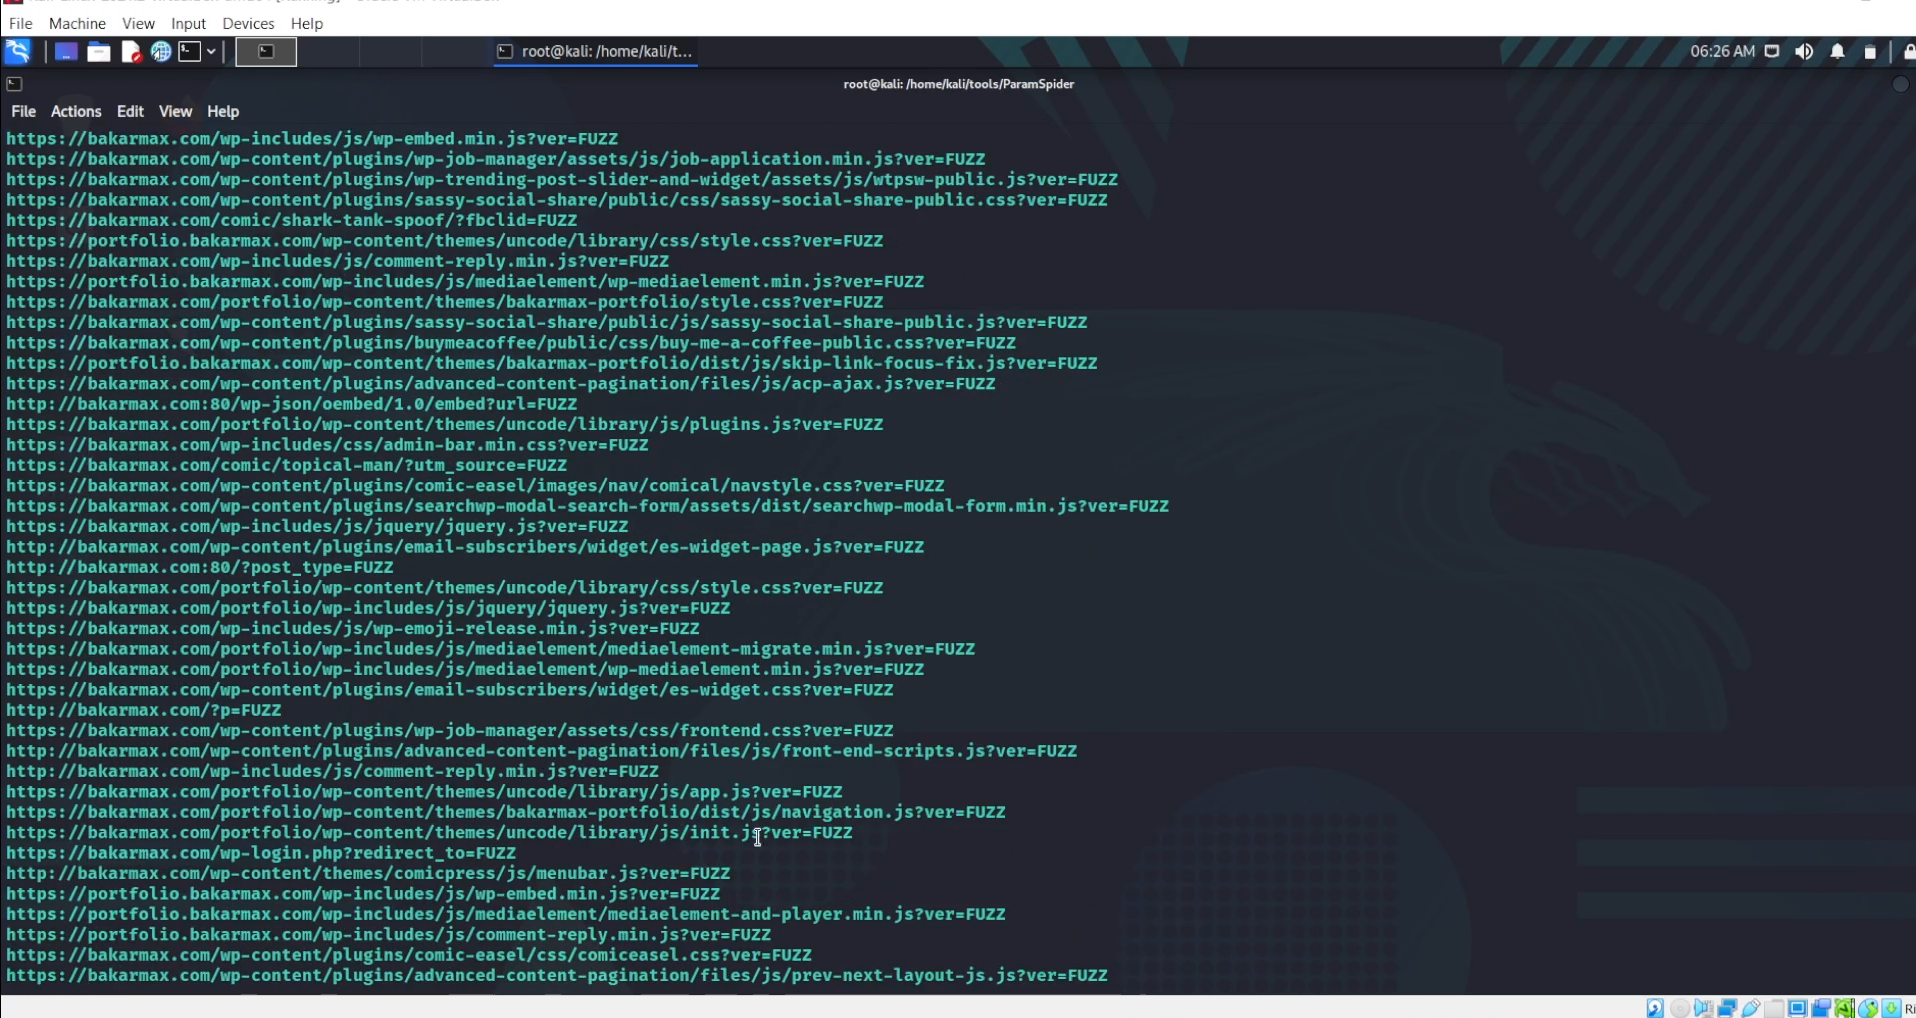 File Machine View Input Devices Help
root@kali: /home/kali/t...
06:26 AM
root@kali: /home/kali/tools/ParamSpider
File Actions Edit View Help
https://bakarmax.com/wp-includes/js/wp-embed.min.js?ver=FUZZ
https://bakarmax.com/wp-content/plugins/wp-job-manager/assets/js/job-application.min.js?ver=FUZZ
https://bakarmax.com/wp-content/plugins/wp-trending-post-slider-and-widget/assets/js/wtpsw-public.js?ver=FUZZ
https://bakarmax.com/wp-content/plugins/sassy-social-share/public/css/sassy-social-share-public.css?ver=FUZZ
https://bakarmax.com/comic/shark-tank-spoof/?fbclid=FUZZ
https://portfolio.bakarmax.com/wp-content/themes/uncode/library/css/style.css?ver=FUZZ
https://bakarmax.com/wp-includes/js/comment-reply.min.js?ver=FUZZ
https://portfolio.bakarmax.com/wp-includes/js/mediaelement/wp-mediaelement.min.js?ver=FUZZ
https://bakarmax.com/portfolio/wp-content/themes/bakarmax-portfolio/style.css?ver=FUZZ
https://bakarmax.com/wp-content/plugins/sassy-social-share/public/js/sassy-social-share-public.js?ver=FUZZ
https://bakarmax.com/wp-content/plugins/buymeacoffee/public/css/buy-me-a-coffee-public.css?ver=FUZZ
https://portfolio.bakarmax.com/wp-content/themes/bakarmax-portfolio/dist/js/skip-link-focus-fix.js?ver=FUZZ
https://bakarmax.com/wp-content/plugins/advanced-content-pagination/files/js/acp-ajax.js?ver=FUZZ
http://bakarmax.com:80/wp-json/oembed/1.0/embed?url=FUZZ
https://bakarmax.com/portfolio/wp-content/themes/uncode/library/js/plugins.js?ver=FUZZ
https://bakarmax.com/wp-includes/css/admin-bar.min.css?ver=FUZZ
https://bakarmax.com/comic/topical-man/?utm_source=FUZZ
https://bakarmax.com/wp-content/plugins/comic-easel/images/nav/comical/navstyle.css?ver=FUZZ
https://bakarmax.com/wp-content/plugins/searchwp-modal-search-form/assets/dist/searchwp-modal-form.min.js?ver=FUZZ
https://bakarmax.com/wp-includes/js/jquery/jquery.js?ver=FUZZ
http://bakarmax.com/wp-content/plugins/email-subscribers/widget/es-widget-page.js?ver=FUZZ
http://bakarmax.com:80/?post_type=FUZZ
https://bakarmax.com/portfolio/wp-content/themes/uncode/library/css/style.css?ver=FUZZ
https://bakarmax.com/portfolio/wp-includes/js/jquery/jquery.js?ver=FUZZ
https://bakarmax.com/wp-includes/js/wp-emoji-release.min.js?ver=FUZZ
https://bakarmax.com/portfolio/wp-includes/js/mediaelement/mediaelement-migrate.min.js?ver=FUZZ
https://bakarmax.com/portfolio/wp-includes/js/mediaelement/wp-mediaelement.min.js?ver=FUZZ
https://bakarmax.com/wp-content/plugins/email-subscribers/widget/es-widget.css?ver=FUZZ
http://bakarmax.com/?p=FUZZ
https://bakarmax.com/wp-content/plugins/wp-job-manager/assets/css/frontend.css?ver=FUZZ
https://bakarmax.com/wp-content/plugins/advanced-content-pagination/files/js/front-end-scripts.js?ver=FUZZ
http://bakarmax.com/wp-includes/js/comment-reply.min.js?ver=FUZZ
https://bakarmax.com/portfolio/wp-content/themes/uncode/library/js/app.js?ver=FUZZ
https://bakarmax.com/portfolio/wp-content/themes/bakarmax-portfolio/dist/js/navigation.js?ver=FUZZ
https://bakarmax.com/portfolio/wp-content/themes/uncode/library/js/init.js?ver=FUZZ
https://bakarmax.com/wp-login.php?redirect_to=FUZZ
http://bakarmax.com/wp-content/themes/comicpress/js/menubar.js?ver=FUZZ
https://portfolio.bakarmax.com/wp-includes/js/wp-embed.min.js?ver=FUZZ
https://portfolio.bakarmax.com/wp-includes/js/mediaelement/mediaelement-and-player.min.js?ver=FUZZ
https://portfolio.bakarmax.com/wp-includes/js/comment-reply.min.js?ver=FUZZ
https://bakarmax.com/wp-content/plugins/comic-easel/css/comiceasel.css?ver=FUZZ
https://bakarmax.com/wp-content/plugins/advanced-content-pagination/files/js/prev-next-layout-js.js?ver=FUZZ
Ri